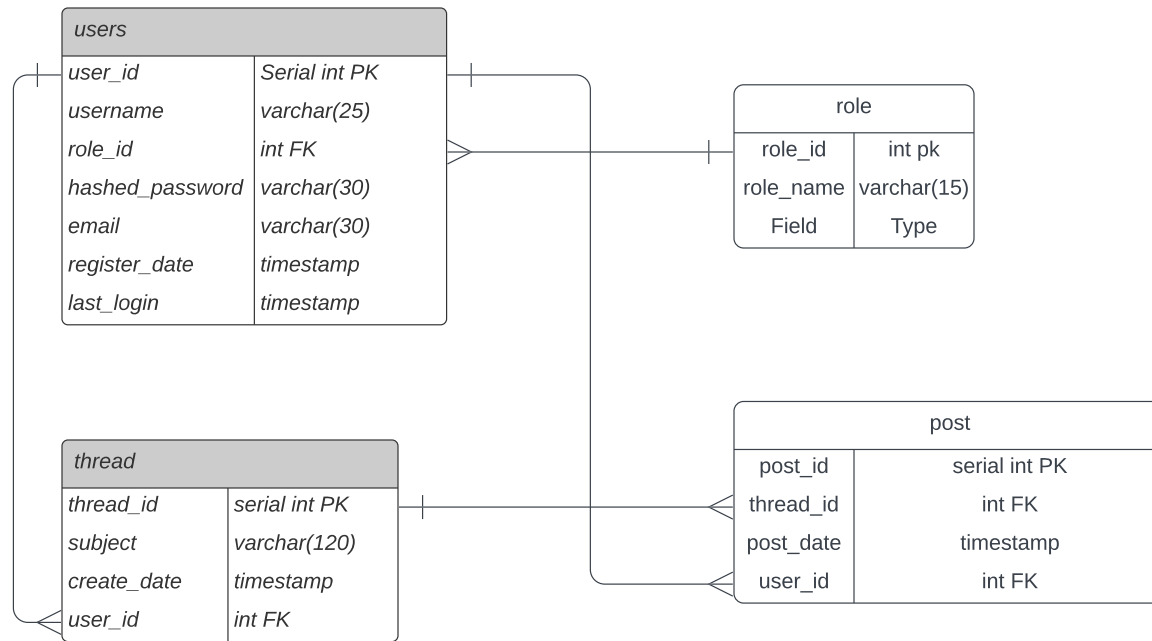 users
user_id Serial int PK
username varchar(25)
role_id int FK
hashed_password varchar(30)
email varchar(30)
register_date timestamp
last_login timestamp
role
role_id int pk
role_name varchar(15)
Field Type
thread
thread_id serial int PK
subject varchar(120)
create_date timestamp
user_id int FK
post
post_id serial int PK
thread_id int FK
post_date timestamp
user_id int FK